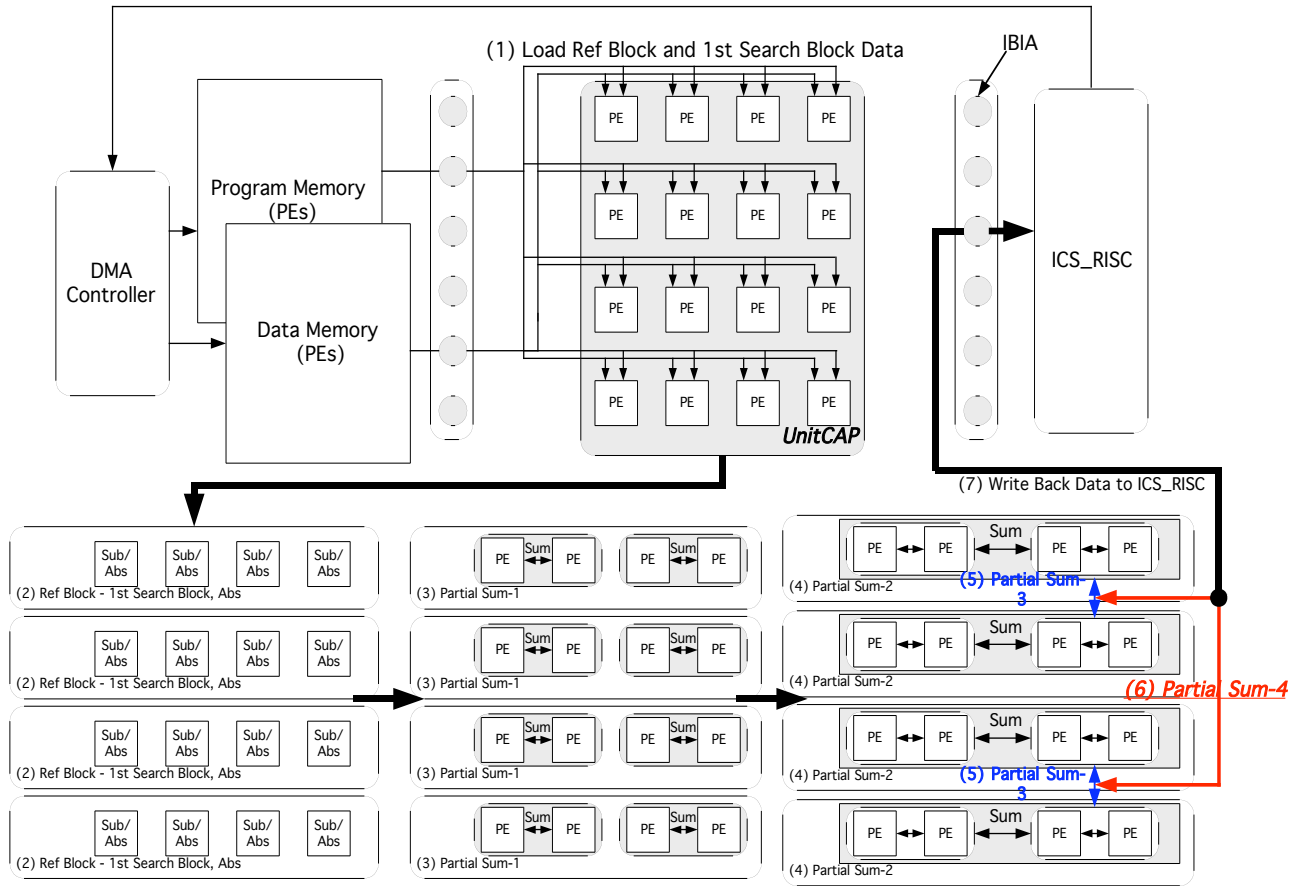 IBIA
(1) Load Ref Block and 1st Search Block Data
PE PE PE PE
Program Memory
(PEs)
PE PE PE PE
DMA
Controller
ICS_RISC
Data Memory
(PEs)
PE PE PE PE
PE PE PE PE
UnitCAP
(7) Write Back Data to ICS_RISC
Sub/ Sub/ Sub/ Sub/
Abs Abs Abs Abs
(2) Ref Block - 1st Search Block, Abs
PE Sum PE PE Sum PE
(3) Partial Sum-1
PE PE Sum PE PE
(4) Partial Sum-2
(5) Partial Sum-
3
Sub/ Sub/ Sub/ Sub/
Abs Abs Abs Abs
(2) Ref Block - 1st Search Block, Abs
PE Sum PE PE Sum PE
(3) Partial Sum-1
PE PE Sum PE PE
(4) Partial Sum-2
(6) Partial Sum-4
Sub/ Sub/ Sub/ Sub/
Abs Abs Abs Abs
(2) Ref Block - 1st Search Block, Abs
PE Sum PE PE Sum PE
(3) Partial Sum-1
PE PE Sum PE PE
(4) Partial Sum-2
(5) Partial Sum-
3
Sub/ Sub/ Sub/ Sub/
Abs Abs Abs Abs
(2) Ref Block - 1st Search Block, Abs
PE Sum PE PE Sum PE
(3) Partial Sum-1
PE PE Sum PE PE
(4) Partial Sum-2